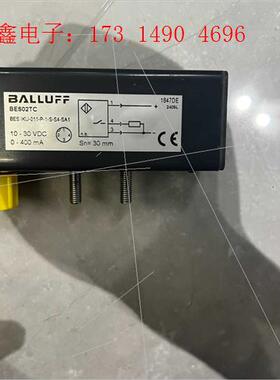 鑫电子：173 1490 4696
BALLUFF
BES02TC
BES IKU-011-P-1-S-S4-SA1
10 - 30 VDC
0 - 400 mA
Sn= 30 mm
1847DE
CE